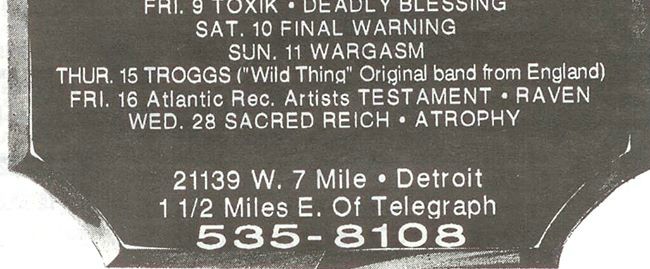 FRI. 9 TOXIK • DEADLY BLESSING
SAT. 10 FINAL WARNING
SUN. 11 WARGASM
THUR. 15 TROGGS ("Wild Thing" Original band from England)
FRI. 16 Atlantic Rec. Artists TESTAMENT • RAVEN
WED. 28 SACRED REICH • ATROPHY
21139 W. 7 Mile • Detroit
1 1/2 Miles E. Of Telegraph
535-8108